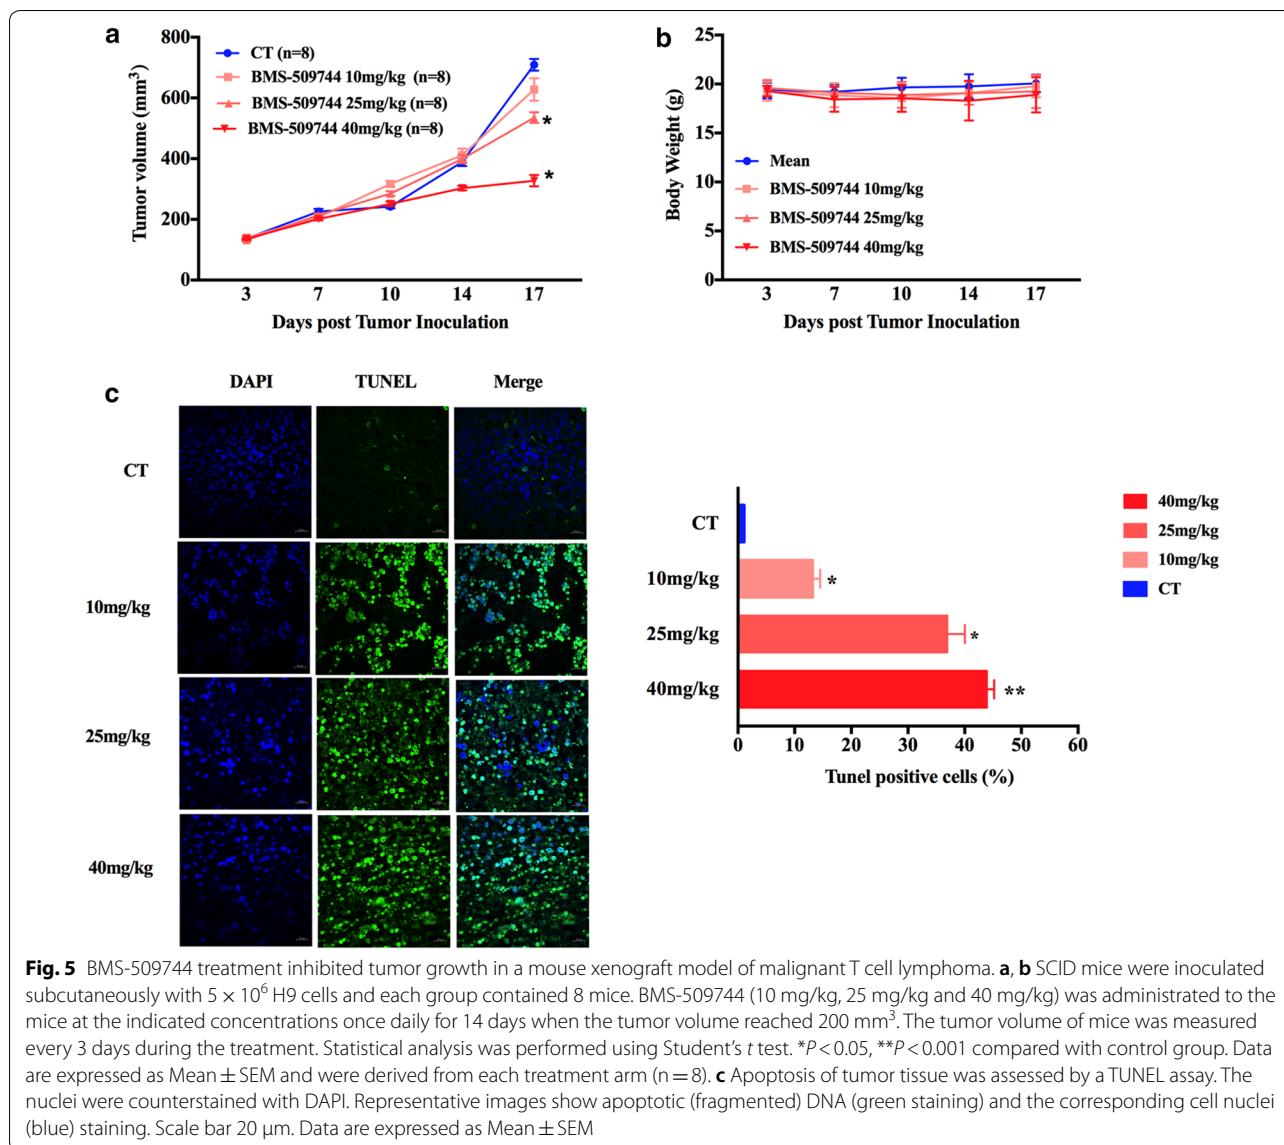 a
800
600
400
200
0
Tumor volume (mm³)
CT (n=8)
BMS-509744 10mg/kg (n=8)
BMS-509744 25mg/kg (n=8)
BMS-509744 40mg/kg (n=8)
*
*
3 7 10 14 17
Days post Tumor Inoculation
b
25
20
15
10
5
0
Body Weight (g)
Mean
BMS-509744 10mg/kg
BMS-509744 25mg/kg
BMS-509744 40mg/kg
3 7 10 14 17
Days post Tumor Inoculation
c
DAPI TUNEL Merge
CT
10mg/kg
25mg/kg
40mg/kg
CT
10mg/kg *
25mg/kg *
40mg/kg **
0 10 20 30 40 50 60
Tunel positive cells (%)
40mg/kg
25mg/kg
10mg/kg
CT
Fig. 5 BMS-509744 treatment inhibited tumor growth in a mouse xenograft model of malignant T cell lymphoma. a, b SCID mice were inoculated
subcutaneously with 5 × 10⁶ H9 cells and each group contained 8 mice. BMS-509744 (10 mg/kg, 25 mg/kg and 40 mg/kg) was administrated to the
mice at the indicated concentrations once daily for 14 days when the tumor volume reached 200 mm³. The tumor volume of mice was measured
every 3 days during the treatment. Statistical analysis was performed using Student's t test. *P < 0.05, **P < 0.001 compared with control group. Data
are expressed as Mean ± SEM and were derived from each treatment arm (n = 8). c Apoptosis of tumor tissue was assessed by a TUNEL assay. The
nuclei were counterstained with DAPI. Representative images show apoptotic (fragmented) DNA (green staining) and the corresponding cell nuclei
(blue) staining. Scale bar 20 μm. Data are expressed as Mean ± SEM